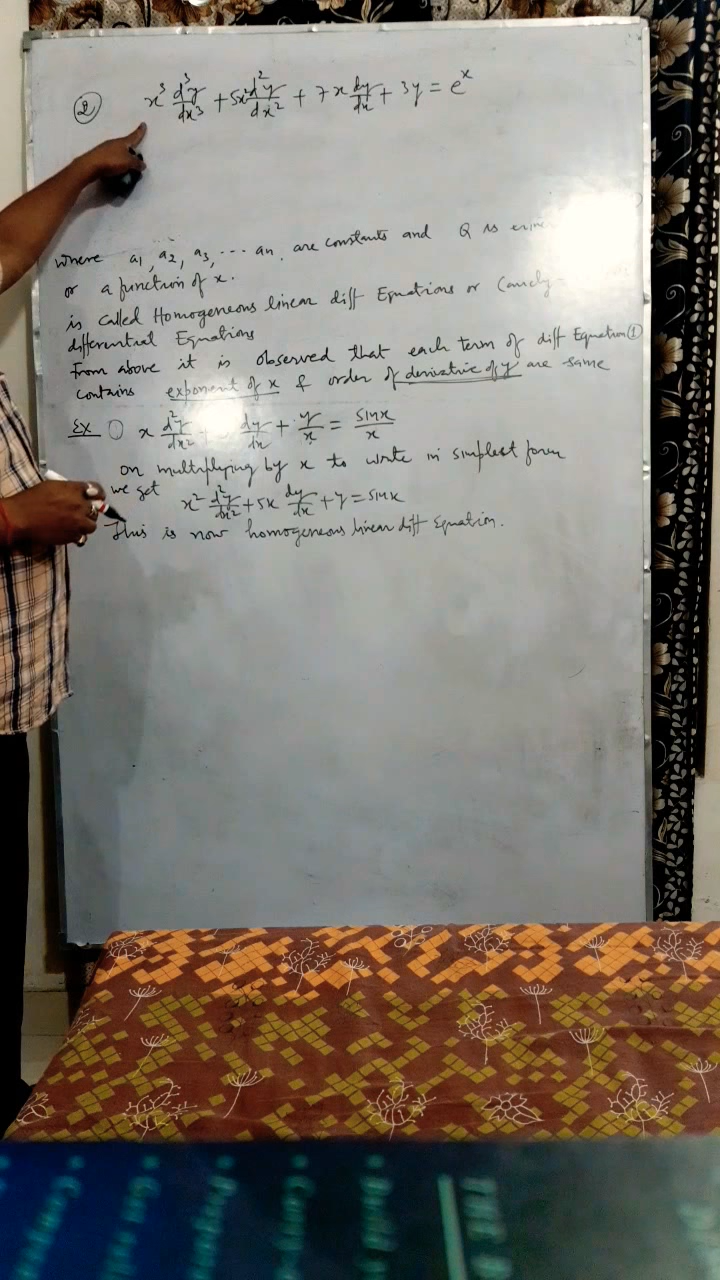 ② x³ d³y/dx³ + 5x² d²y/dx² + 7x dy/dx + 3y = eˣ
where a₁, a₂, a₃, ... an, are constants and Q is
or a function of x.
is called Homogeneous linear diff Equations or Cauchy-
differential Equations
From above it is observed that each term of diff Equation ①
contains exponent of x & order of derivative of y are same
Ex ① x d²y/dx² dy/dx + y/x = sinx/x
on multiplying by x to write in simplest form
we get x² d²y/dx² + 5x dy/dx + y = sinx
This is now homogeneous linear diff Equation.